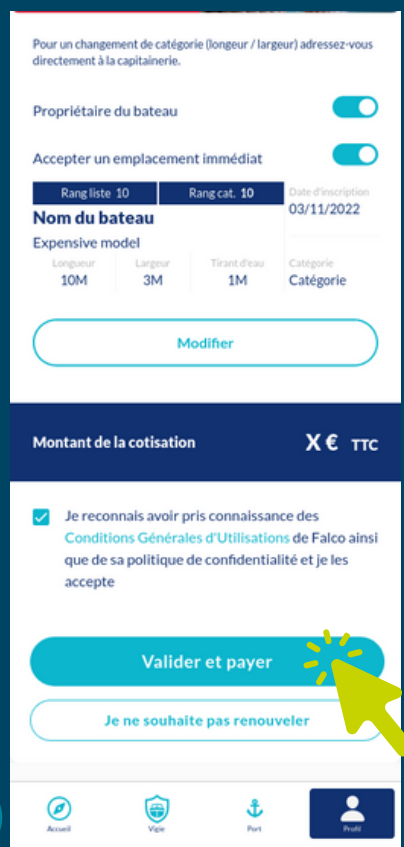 Pour un changement de catégorie (longeur / largeur) adressez-vous
directement à la capitainerie.
Propriétaire du bateau
Accepter un emplacement immédiat
Rang liste 10 Rang cat. 10 Date d'inscription
Nom du bateau 03/11/2022
Expensive model
Longueur Largeur Tirant d'eau Catégorie
10M 3M 1M Catégorie
Modifier
Montant de la cotisation X € TTC
Je reconnais avoir pris connaissance des
Conditions Générales d'Utilisations de Falco ainsi
que de sa politique de confidentialité et je les
accepte
Valider et payer
Je ne souhaite pas renouveler
Accueil Vigie Port Profil